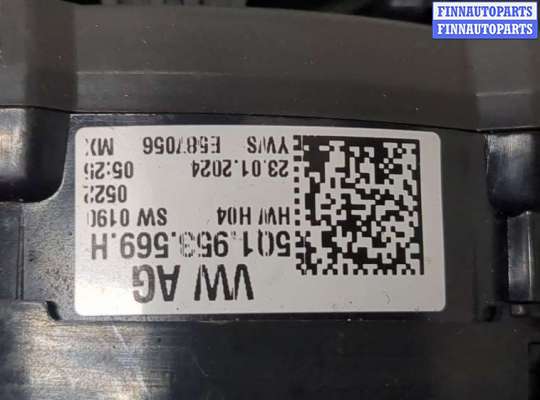 FINNAUTOPARTS
FINNAUTOPARTS
VW AG
5Q1.953.569.H
HW H04 SW 0190
0522
23.01.2024 05:25
YW/S E587056 MX